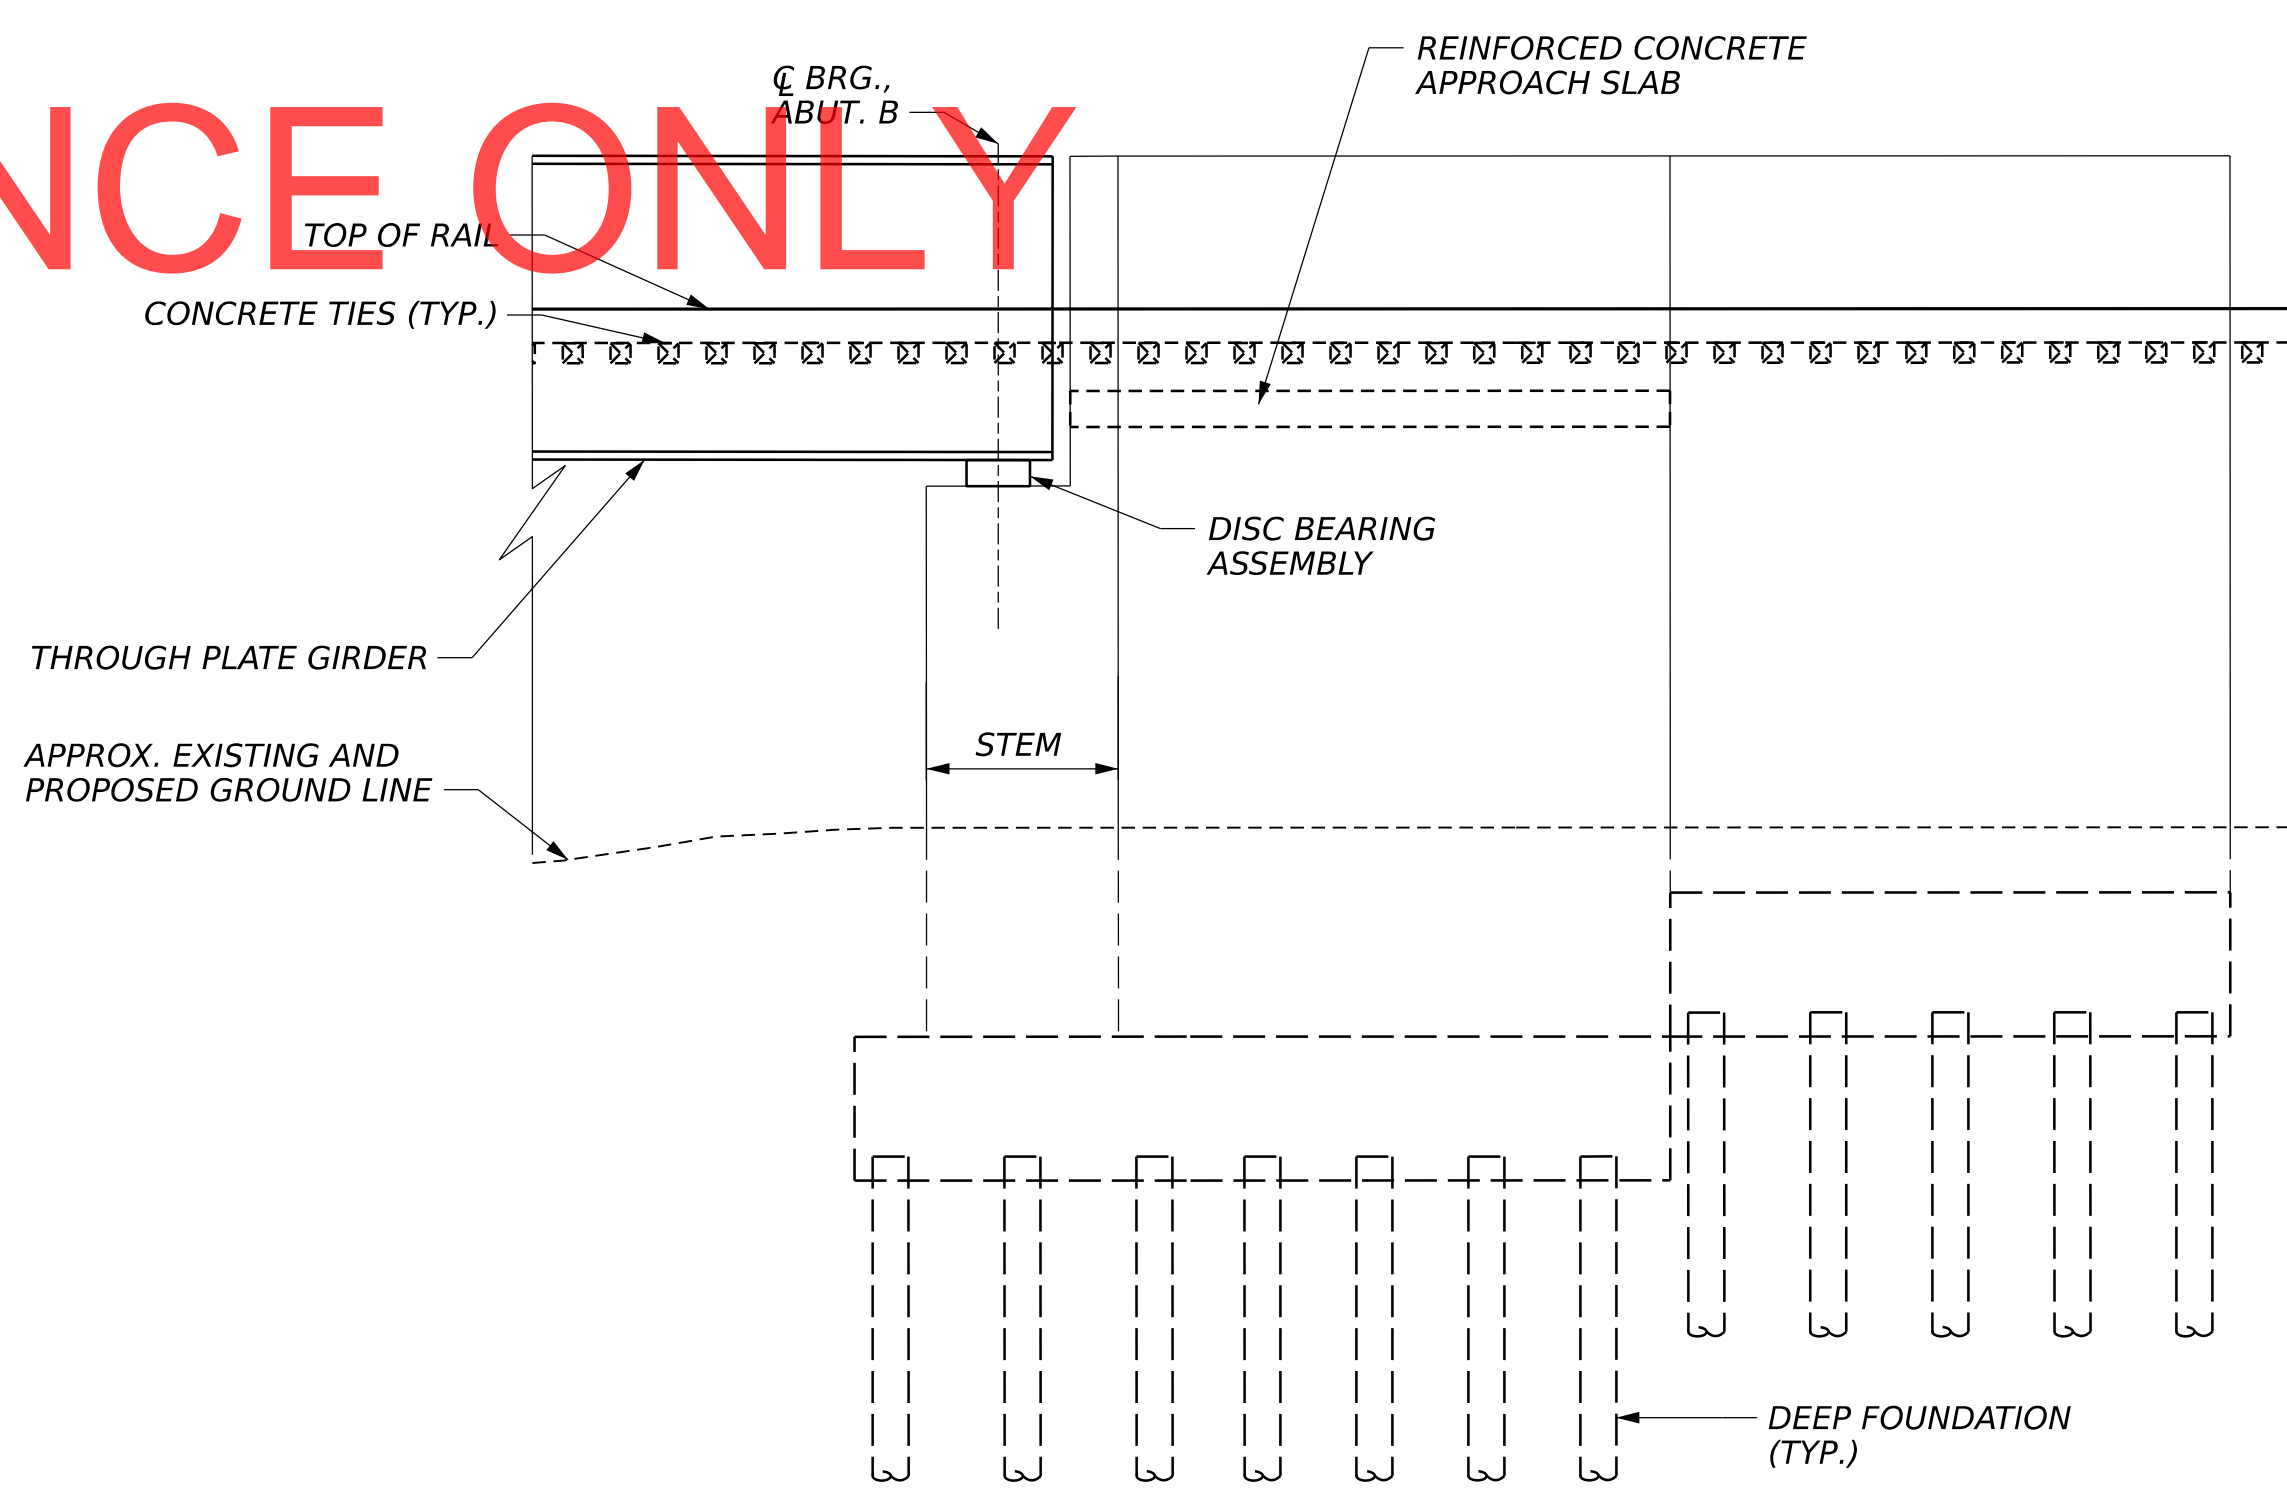 REINFORCED CONCRETE
APPROACH SLAB
℄ BRG.,
ABUT. B
NCE ONLY
TOP OF RAIL
CONCRETE TIES (TYP.)
DISC BEARING
ASSEMBLY
THROUGH PLATE GIRDER
STEM
APPROX. EXISTING AND
PROPOSED GROUND LINE
DEEP FOUNDATION
(TYP.)